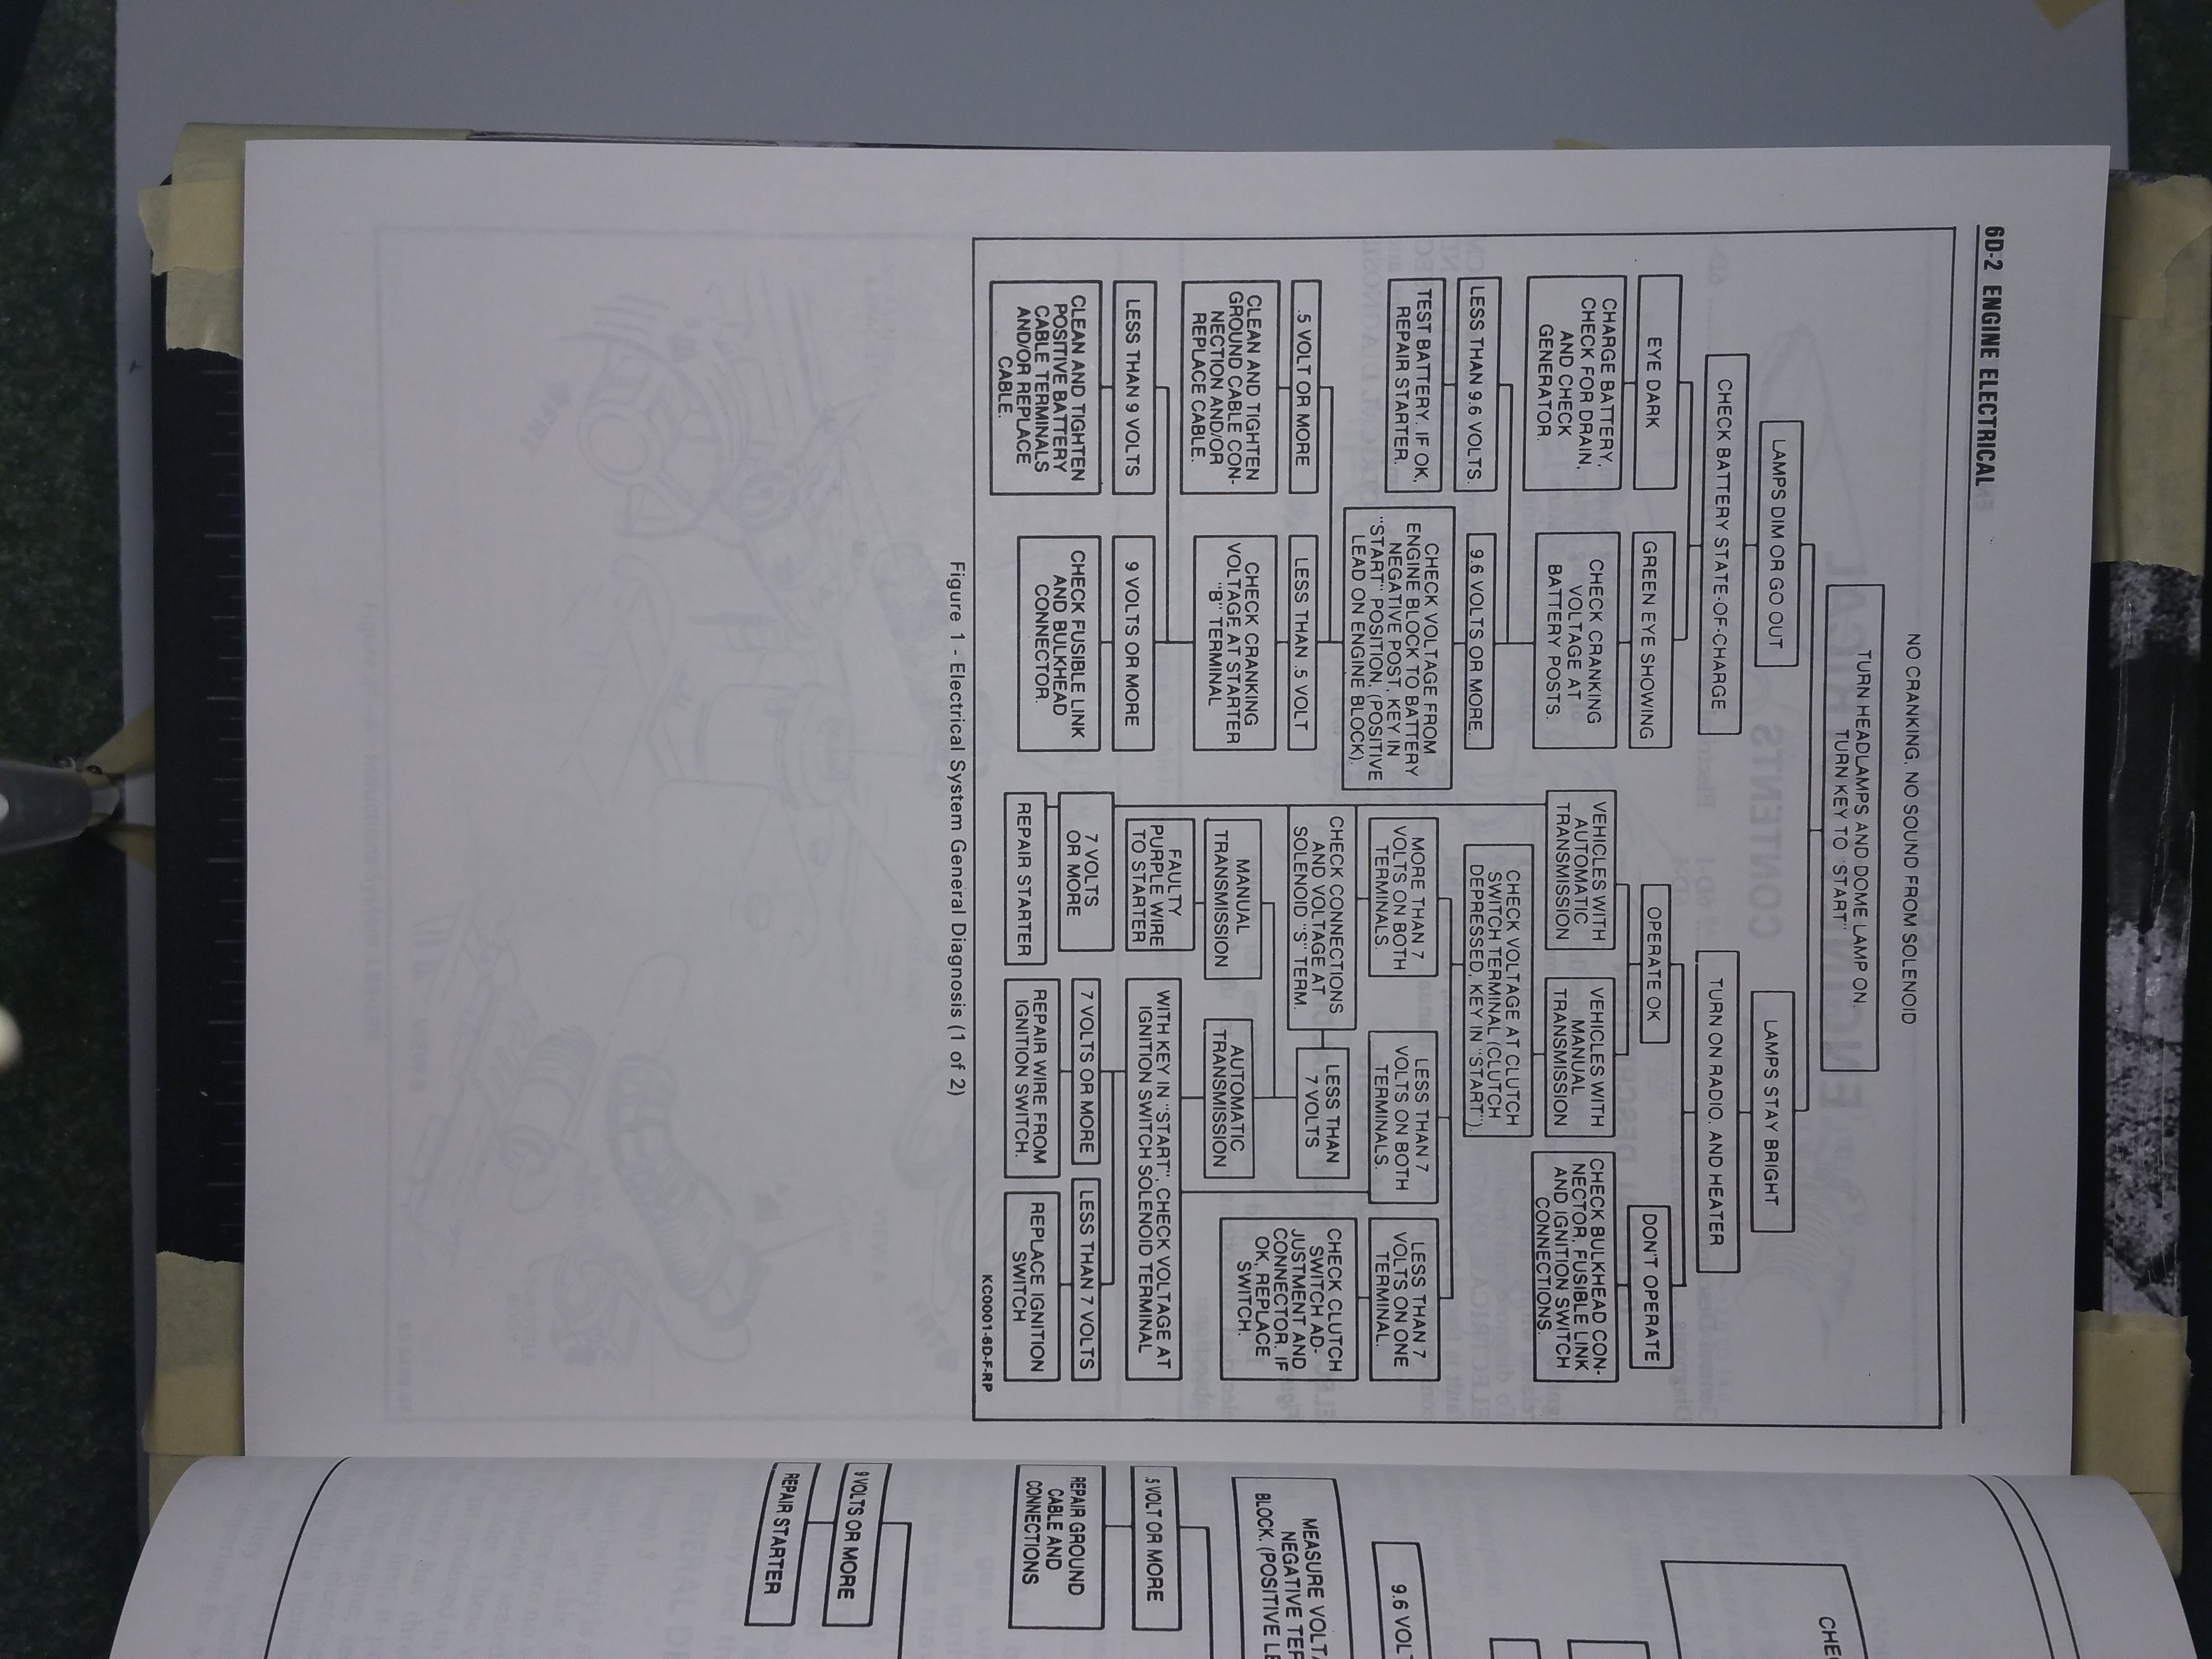 6D-2 ENGINE ELECTRICAL
NO CRANKING, NO SOUND FROM SOLENOID
TURN HEADLAMPS AND DOME LAMP ON.
TURN KEY TO "START"
LAMPS DIM OR GO OUT
LAMPS STAY BRIGHT
CHECK BATTERY STATE-OF-CHARGE
TURN ON RADIO, AND HEATER
EYE DARK
GREEN EYE SHOWING
OPERATE OK
DON'T OPERATE
CHARGE BATTERY,
CHECK FOR DRAIN,
AND CHECK
GENERATOR.
CHECK CRANKING
VOLTAGE AT
BATTERY POSTS.
VEHICLES WITH
AUTOMATIC
TRANSMISSION
VEHICLES WITH
MANUAL
TRANSMISSION
CHECK BULKHEAD CON-
NECTOR, FUSIBLE LINK
AND IGNITION SWITCH
CONNECTIONS.
LESS THAN 9.6 VOLTS.
9.6 VOLTS OR MORE.
CHECK VOLTAGE AT CLUTCH
SWITCH TERMINAL (CLUTCH
DEPRESSED, KEY IN "START").
TEST BATTERY. IF OK,
REPAIR STARTER.
CHECK VOLTAGE FROM
ENGINE BLOCK TO BATTERY
NEGATIVE POST, KEY IN
"START" POSITION. (POSITIVE
LEAD ON ENGINE BLOCK).
MORE THAN 7
VOLTS ON BOTH
TERMINALS.
LESS THAN 7
VOLTS ON BOTH
TERMINALS.
LESS THAN 7
VOLTS ON ONE
TERMINAL.
.5 VOLT OR MORE
LESS THAN .5 VOLT
CHECK CONNECTIONS
AND VOLTAGE AT
SOLENOID "S" TERM.
LESS THAN
7 VOLTS
CHECK CLUTCH
SWITCH AD-
JUSTMENT AND
CONNECTOR. IF
OK, REPLACE
SWITCH.
CLEAN AND TIGHTEN
GROUND CABLE CON-
NECTION AND/OR
REPLACE CABLE.
CHECK CRANKING
VOLTAGE AT STARTER
"B" TERMINAL
MANUAL
TRANSMISSION
AUTOMATIC
TRANSMISSION
LESS THAN 9 VOLTS
9 VOLTS OR MORE
FAULTY
PURPLE WIRE
TO STARTER
WITH KEY IN "START", CHECK VOLTAGE AT
IGNITION SWITCH SOLENOID TERMINAL
CLEAN AND TIGHTEN
POSITIVE BATTERY
CABLE TERMINALS
AND/OR REPLACE
CABLE.
CHECK FUSIBLE LINK
AND BULKHEAD
CONNECTOR.
7 VOLTS
OR MORE
7 VOLTS OR MORE
LESS THAN 7 VOLTS
REPAIR STARTER
REPAIR WIRE FROM
IGNITION SWITCH.
REPLACE IGNITION
SWITCH
KC0001-6D-F-RP
Figure 1 - Electrical System General Diagnosis (1 of 2)
9.6 VOLT
MEASURE
BLOCK. (POSITIVE
.5 VOLT OR MORE
REPAIR GROUND
CABLE AND
CONNECTIONS
9 VOLTS OR MORE
REPAIR STARTER